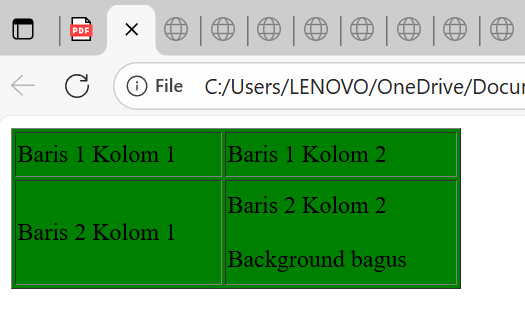 PDF
File C:/Users/LENOVO/OneDrive/Docu
Baris 1 Kolom 1 Baris 1 Kolom 2
Baris 2 Kolom 1 Baris 2 Kolom 2
Background bagus